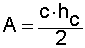 A = c·h_c / 2